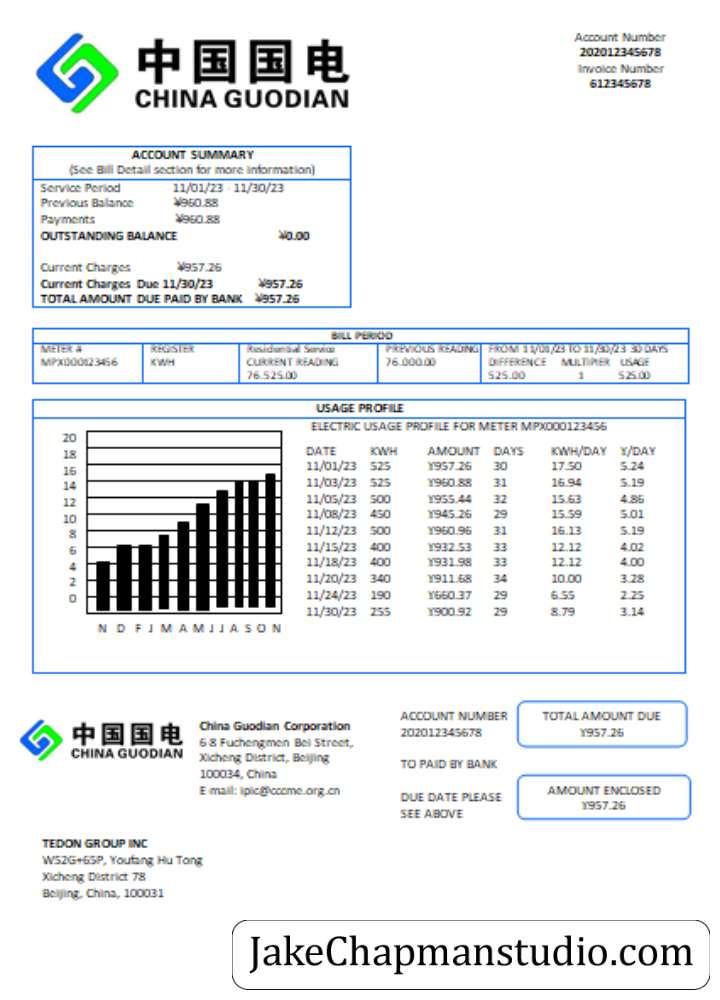 中国国电
CHINA GUODIAN
Account Number
202012345678
Invoice Number
612345678
ACCOUNT SUMMARY
(See Bill Detail section for more information)
Service Period 11/01/23 - 11/30/23
Previous Balance ¥960.88
Payments ¥960.88
OUTSTANDING BALANCE ¥0.00
Current Charges ¥957.26
Current Charges Due 11/30/23 ¥957.26
TOTAL AMOUNT DUE PAID BY BANK ¥957.26
BILL PERIOD
METER # REGISTER Residential Service PREVIOUS READING FROM 11/01/23 TO 11/30/23 30 DAYS
MPX000123456 KWH CURRENT READING 76.000.00 DIFFERENCE MULTIPIER USAGE
76.525.00 525.00 1 525.00
USAGE PROFILE
ELECTRIC USAGE PROFILE FOR METER MPX000123456
20
18
16
14
12
10
8
6
4
2
0
N D F J M A M J J A S O N
DATE KWH AMOUNT DAYS KWH/DAY Y/DAY
11/01/23 525 Y957.26 30 17.50 5.24
11/03/23 525 Y960.88 31 16.94 5.19
11/05/23 500 Y955.44 32 15.63 4.86
11/08/23 450 Y945.26 29 15.59 5.01
11/12/23 500 Y960.96 31 16.13 5.19
11/15/23 400 Y932.53 33 12.12 4.02
11/18/23 400 Y931.98 33 12.12 4.00
11/20/23 340 Y911.68 34 10.00 3.28
11/24/23 190 Y660.37 29 6.55 2.25
11/30/23 255 Y900.92 29 8.79 3.14
中国国电
CHINA GUODIAN
China Guodian Corporation
6-8 Fuchengmen Bei Street,
Xicheng District, Beijing
100034, China
E-mail: ipic@cccme.org.cn
ACCOUNT NUMBER
202012345678
TO PAID BY BANK
DUE DATE PLEASE
SEE ABOVE
TOTAL AMOUNT DUE
Y957.26
AMOUNT ENCLOSED
Y957.26
TEDON GROUP INC
W52G+65P, Youfang Hu Tong
Xicheng District 78
Beijing, China, 100031
JakeChapmanstudio.com